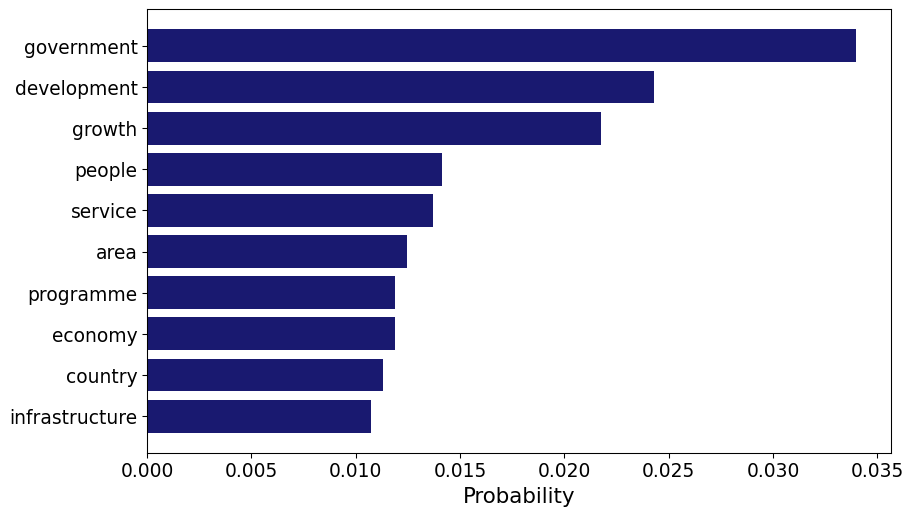 government
development
growth
people
service
area
programme
economy
country
infrastructure
0.000 0.005 0.010 0.015 0.020 0.025 0.030 0.035
Probability